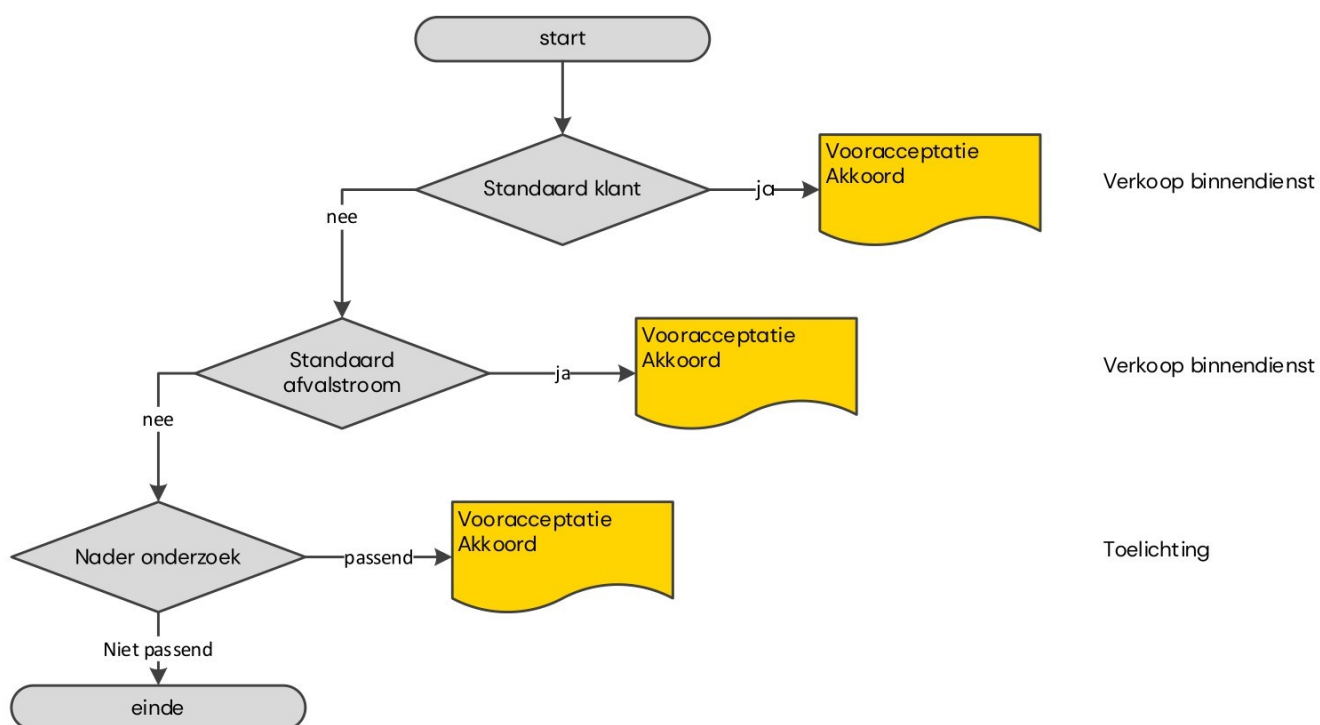 start
Standaard klant
ja
Vooracceptatie
Akkoord
Verkoop binnendienst
nee
Standaard
afvalstroom
ja
Vooracceptatie
Akkoord
Verkoop binnendienst
nee
Nader onderzoek
passend
Vooracceptatie
Akkoord
Toelichting
Niet passend
einde